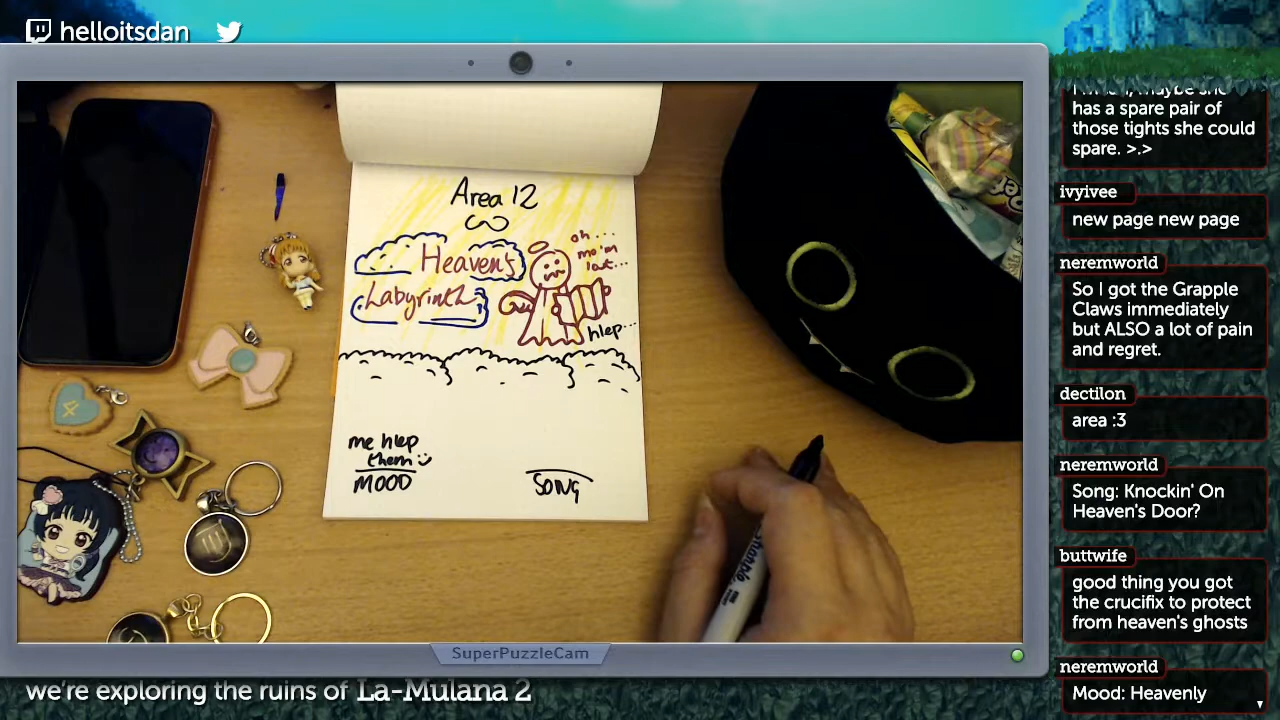 helloitsdan
Area 12
Heaven's
Labyrinth
oh...
me hlep
them
MOOD
SONG
hlep...
Sharpie
SuperPuzzleCam
we're exploring the ruins of La-Mulana 2
has a spare pair of
those tights she could
spare. >.>
ivyivee
new page new page
neremworld
So I got the Grapple
Claws immediately
but ALSO a lot of pain
and regret.
dectilon
area :3
neremworld
Song: Knockin' On
Heaven's Door?
buttwife
good thing you got
the crucifix to protect
from heaven's ghosts
neremworld
Mood: Heavenly